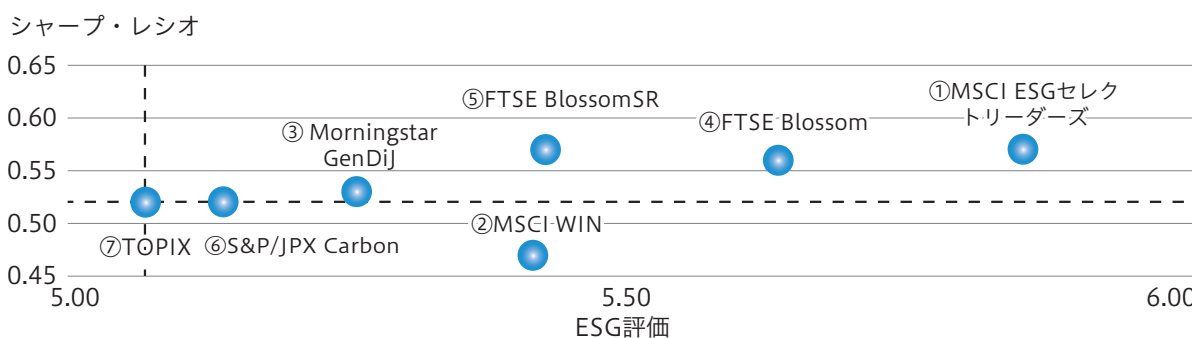 シャープ・レシオ
0.65
0.60
0.55
0.50
0.45
①MSCI ESGセレク
トリーダーズ
⑤FTSE BlossomSR
④FTSE Blossom
③ Morningstar
GenDiJ
②MSCI WIN
⑦TOPIX
⑥S&P/JPX Carbon
5.00
5.50
6.00
ESG評価